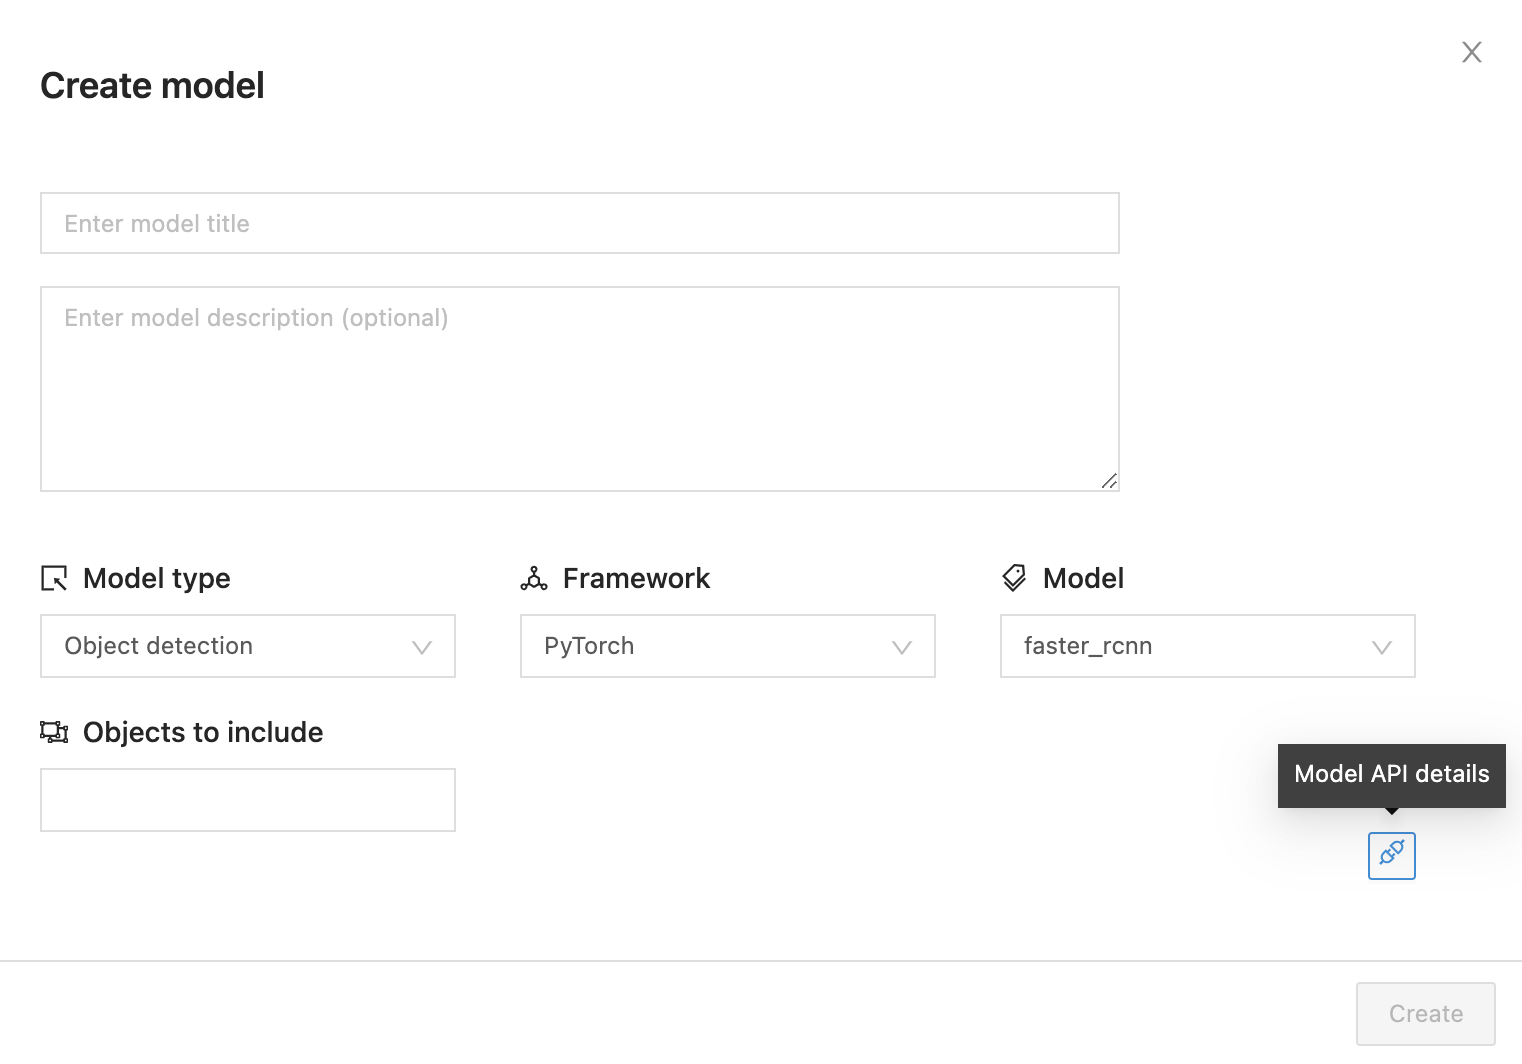 Create model
Enter model title
Enter model description (optional)
Model type
Framework
Model
Object detection
PyTorch
faster_rcnn
Objects to include
Model API details
Create